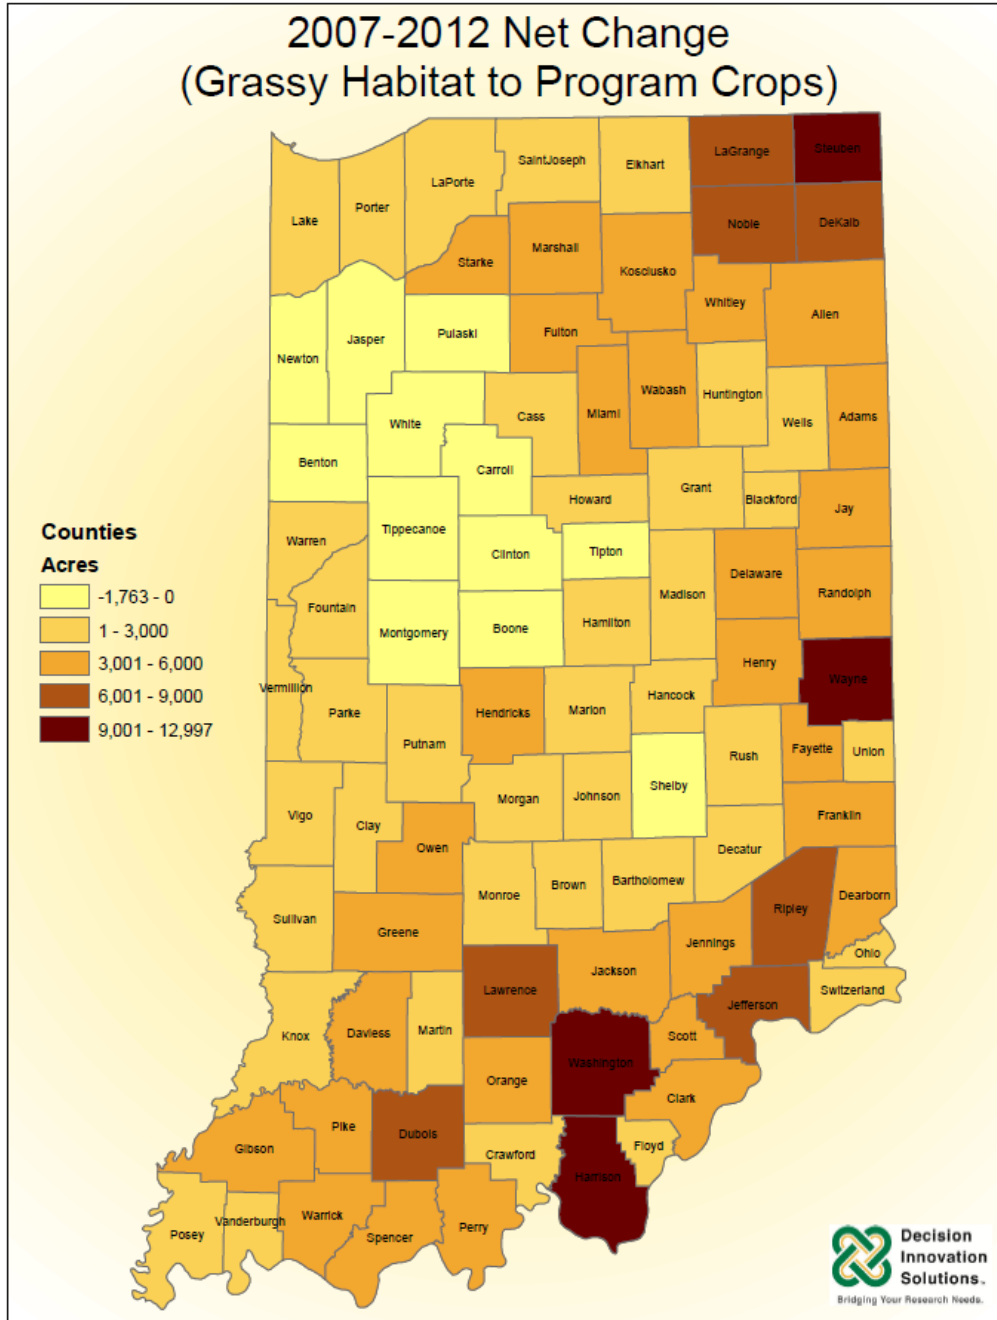 2007-2012 Net Change
(Grassy Habitat to Program Crops)
LaGrange
Steuben
SaintJoseph
Elkhart
LaPorte
Porter
Lake
Noble
DeKalb
Starke
Marshall
Kosciusko
Whitley
Allen
Newton
Jasper
Pulaski
Fulton
Miami
Wabash
Huntington
Wells
Adams
White
Cass
Benton
Carroll
Howard
Grant
Blackford
Jay
Warren
Tippecanoe
Clinton
Tipton
Madison
Delaware
Randolph
Fountain
Montgomery
Boone
Hamilton
Henry
Wayne
Vermillion
Parke
Putnam
Hendricks
Marion
Hancock
Rush
Fayette
Union
Shelby
Vigo
Clay
Owen
Morgan
Johnson
Franklin
Decatur
Sullivan
Greene
Monroe
Brown
Bartholomew
Ripley
Dearborn
Jennings
Ohio
Switzerland
Jefferson
Jackson
Lawrence
Knox
Daviess
Martin
Orange
Washington
Scott
Clark
Gibson
Pike
Dubois
Crawford
Floyd
Harrison
Posey
Vanderburgh
Warrick
Spencer
Perry
Counties
Acres
-1,763 - 0
1 - 3,000
3,001 - 6,000
6,001 - 9,000
9,001 - 12,997
Decision
Innovation
Solutions™
Bridging Your Research Needs.